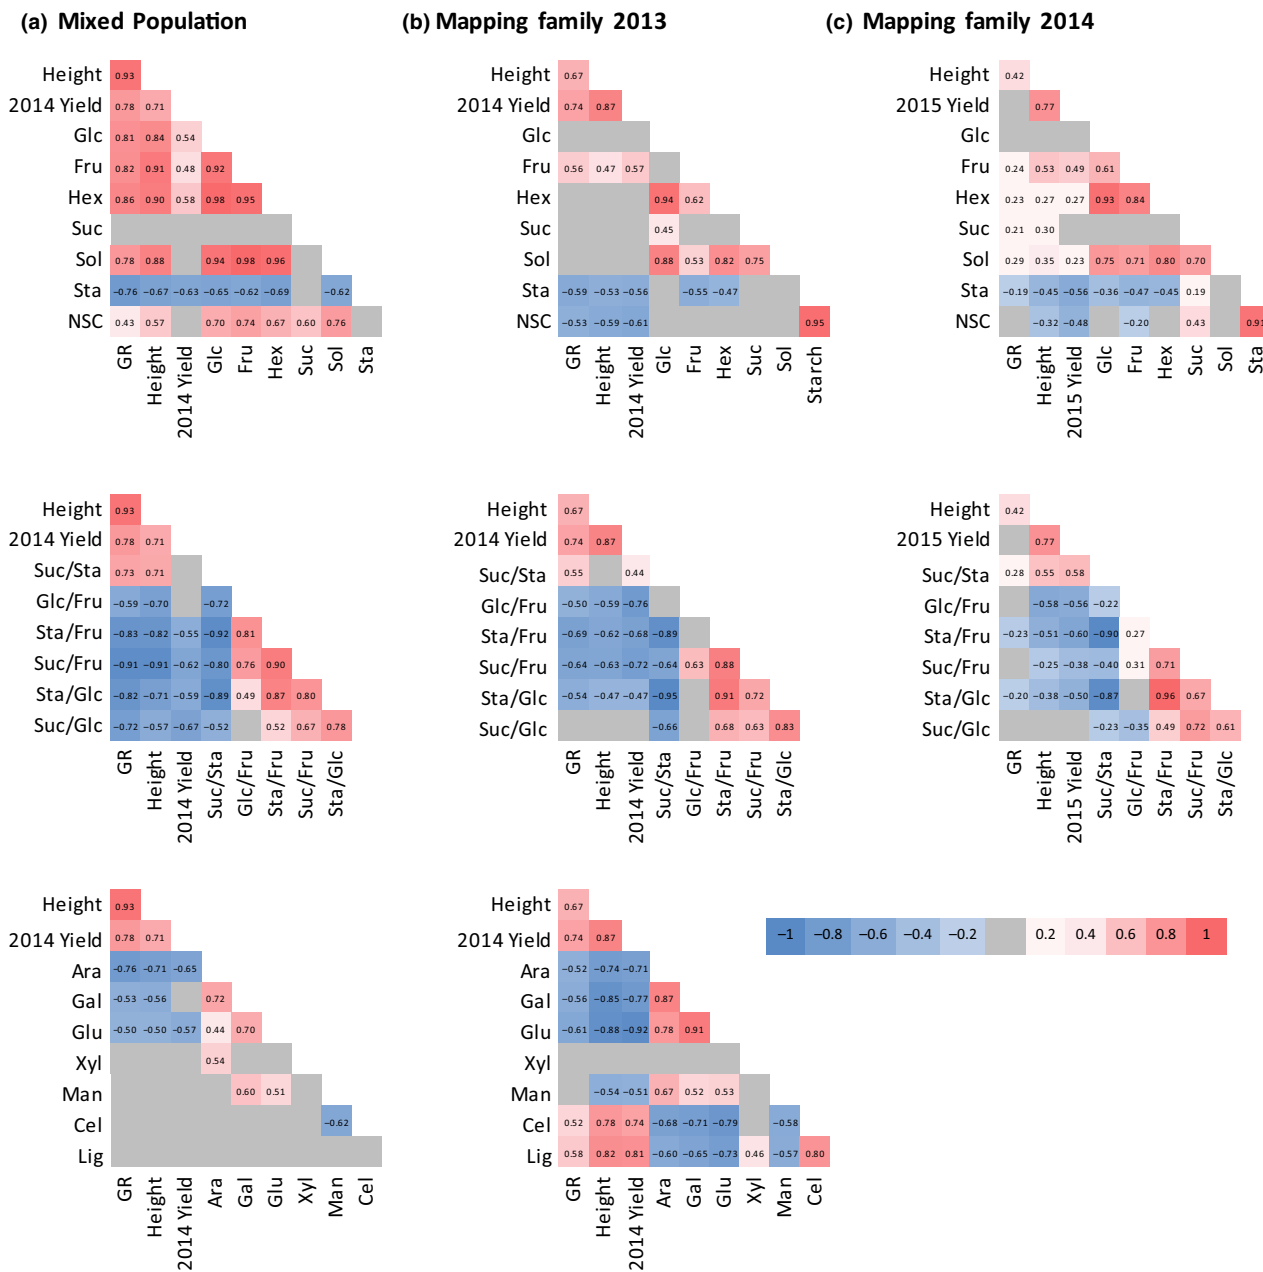 (a) Mixed Population
(b) Mapping family 2013
(c) Mapping family 2014
Height 0.93
2014 Yield 0.78 0.71
Glc 0.81 0.84 0.54
Fru 0.82 0.91 0.48 0.92
Hex 0.86 0.90 0.58 0.98 0.95
Suc
Sol 0.78 0.88 0.94 0.98 0.96
Sta −0.76 −0.67 −0.63 −0.65 −0.62 −0.69 −0.62
NSC 0.43 0.57 0.70 0.74 0.67 0.60 0.76
GR Height 2014 Yield Glc Fru Hex Suc Sol Sta
Height 0.67
2014 Yield 0.74 0.87
Glc
Fru 0.56 0.47 0.57
Hex 0.94 0.62
Suc 0.45
Sol 0.88 0.53 0.82 0.75
Sta −0.59 −0.53 −0.56 −0.55 −0.47
NSC −0.53 −0.59 −0.61 0.95
GR Height 2014 Yield Glc Fru Hex Suc Sol Starch
Height 0.42
2015 Yield 0.77
Glc
Fru 0.24 0.53 0.49 0.61
Hex 0.23 0.27 0.27 0.93 0.84
Suc 0.21 0.30
Sol 0.29 0.35 0.23 0.75 0.71 0.80 0.70
Sta −0.19 −0.45 −0.56 −0.36 −0.47 −0.45 0.19
NSC −0.32 −0.48 −0.20 0.43 0.91
GR Height 2015 Yield Glc Fru Hex Suc Sol Sta
Height 0.93
2014 Yield 0.78 0.71
Suc/Sta 0.73 0.71
Glc/Fru −0.59 −0.70 −0.72
Sta/Fru −0.83 −0.82 −0.55 −0.92 0.81
Suc/Fru −0.91 −0.91 −0.62 −0.80 0.76 0.90
Sta/Glc −0.82 −0.71 −0.59 −0.89 0.49 0.87 0.80
Suc/Glc −0.72 −0.57 −0.67 −0.52 0.52 0.67 0.78
GR Height 2014 Yield Suc/Sta Glc/Fru Sta/Fru Suc/Fru Sta/Glc
Height 0.67
2014 Yield 0.74 0.87
Suc/Sta 0.55 0.44
Glc/Fru −0.50 −0.59 −0.76
Sta/Fru −0.69 −0.62 −0.68 −0.89
Suc/Fru −0.64 −0.63 −0.72 −0.64 0.63 0.88
Sta/Glc −0.54 −0.47 −0.47 −0.95 0.91 0.72
Suc/Glc −0.66 0.68 0.63 0.83
GR Height 2014 Yield Suc/Sta Glc/Fru Sta/Fru Suc/Fru Sta/Glc
Height 0.42
2015 Yield 0.77
Suc/Sta 0.28 0.55 0.58
Glc/Fru −0.58 −0.56 −0.22
Sta/Fru −0.23 −0.51 −0.60 −0.90 0.27
Suc/Fru −0.25 −0.38 −0.40 0.31 0.71
Sta/Glc −0.20 −0.38 −0.50 −0.87 0.96 0.67
Suc/Glc −0.23 −0.35 0.49 0.72 0.61
GR Height 2015 Yield Suc/Sta Glc/Fru Sta/Fru Suc/Fru Sta/Glc
Height 0.93
2014 Yield 0.78 0.71
Ara −0.76 −0.71 −0.65
Gal −0.53 −0.56 0.72
Glu −0.50 −0.50 −0.57 0.44 0.70
Xyl 0.54
Man 0.60 0.51
Cel −0.62
Lig
GR Height 2014 Yield Ara Gal Glu Xyl Man Cel
Height 0.67
2014 Yield 0.74 0.87
Ara −0.52 −0.74 −0.71
Gal −0.56 −0.85 −0.77 0.87
Glu −0.61 −0.88 −0.92 0.78 0.91
Xyl
Man −0.54 −0.51 0.67 0.52 0.53
Cel 0.52 0.78 0.74 −0.68 −0.71 −0.79 −0.58
Lig 0.58 0.82 0.81 −0.60 −0.65 −0.73 0.46 −0.57 0.80
GR Height 2014 Yield Ara Gal Glu Xyl Man Cel
−1 −0.8 −0.6 −0.4 −0.2 0.2 0.4 0.6 0.8 1